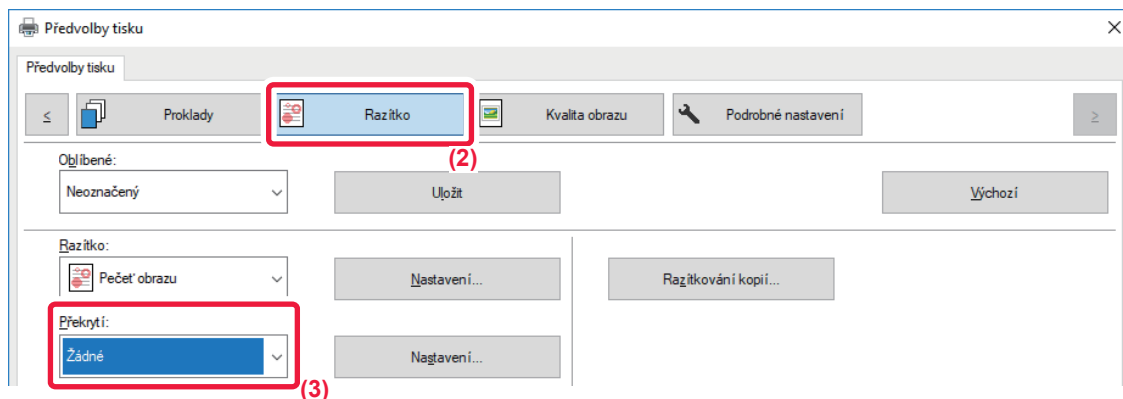 Předvolby tisku
Předvolby tisku
<
Proklady
Razítko
Kvalita obrazu
Podrobné nastavení
>
(2)
Oblíbené:
Neoznačený
Uložit
Výchozí
Razítko:
Pečeť obrazu
Nastavení...
Razítkování kopií...
Překrytí:
Žádné
Nastavení...
(3)